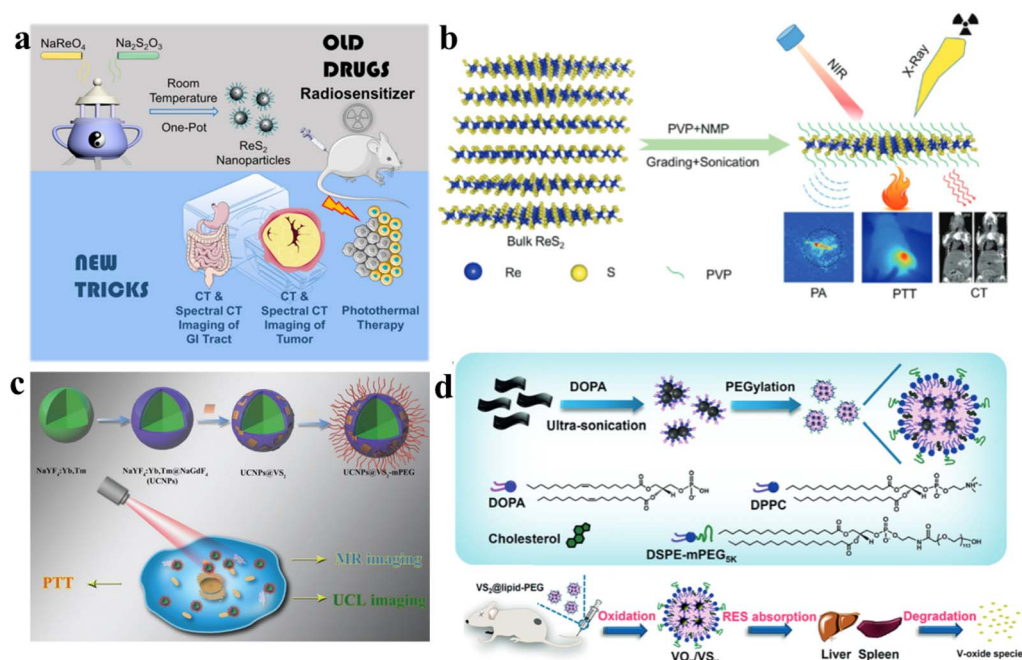 a
NaReO₄
Na₂S₂O₃
Room
Temperature
One-Pot
ReS₂
Nanoparticles
OLD
DRUGS
Radiosensitizer
NEW
TRICKS
CT &
Spectral CT
Imaging of
GI Tract
CT &
Spectral CT
Imaging of
Tumor
Photothermal
Therapy
b
PVP+NMP
Grading+Sonication
Bulk ReS₂
Re
S
PVP
NIR
X-Ray
PA
PTT
CT
c
NaYF₄:Yb,Tm
NaYF₄:Yb,Tm@NaGdF₄
(UCNPs)
UCNPs@VS₂
UCNPs@VS₂-mPEG
PTT
MR imaging
UCL imaging
d
DOPA
Ultra-sonication
PEGylation
DOPA
DPPC
Cholesterol
DSPE-mPEG₅K
VS₂@lipid-PEG
Oxidation
RES absorption
Degradation
Liver
Spleen
V-oxide species